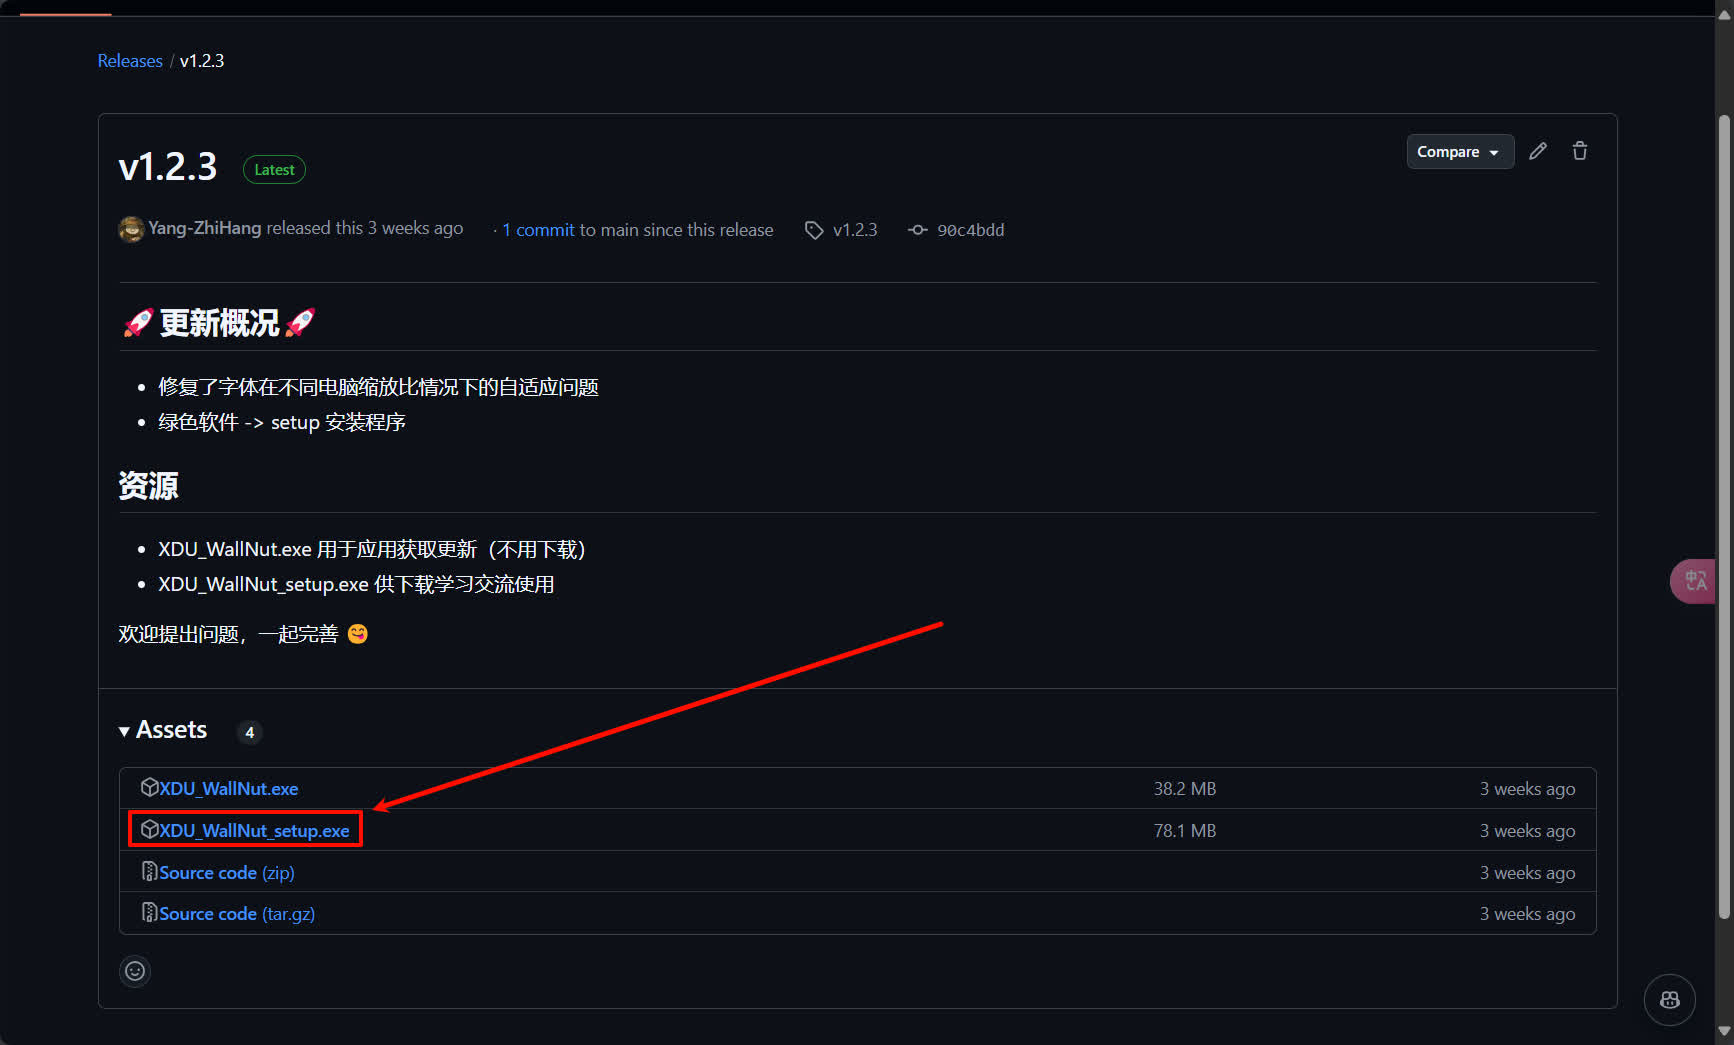 Releases / v1.2.3
v1.2.3 Latest
Compare
Yang-ZhiHang released this 3 weeks ago · 1 commit to main since this release v1.2.3 90c4bdd
🚀更新概况🚀
• 修复了字体在不同电脑缩放比情况下的自适应问题
• 绿色软件 -> setup 安装程序
资源
• XDU_WallNut.exe 用于应用获取更新（不用下载）
• XDU_WallNut_setup.exe 供下载学习交流使用
欢迎提出问题，一起完善 😋
Assets 4
XDU_WallNut.exe 38.2 MB 3 weeks ago
XDU_WallNut_setup.exe 78.1 MB 3 weeks ago
Source code (zip) 3 weeks ago
Source code (tar.gz) 3 weeks ago
中A